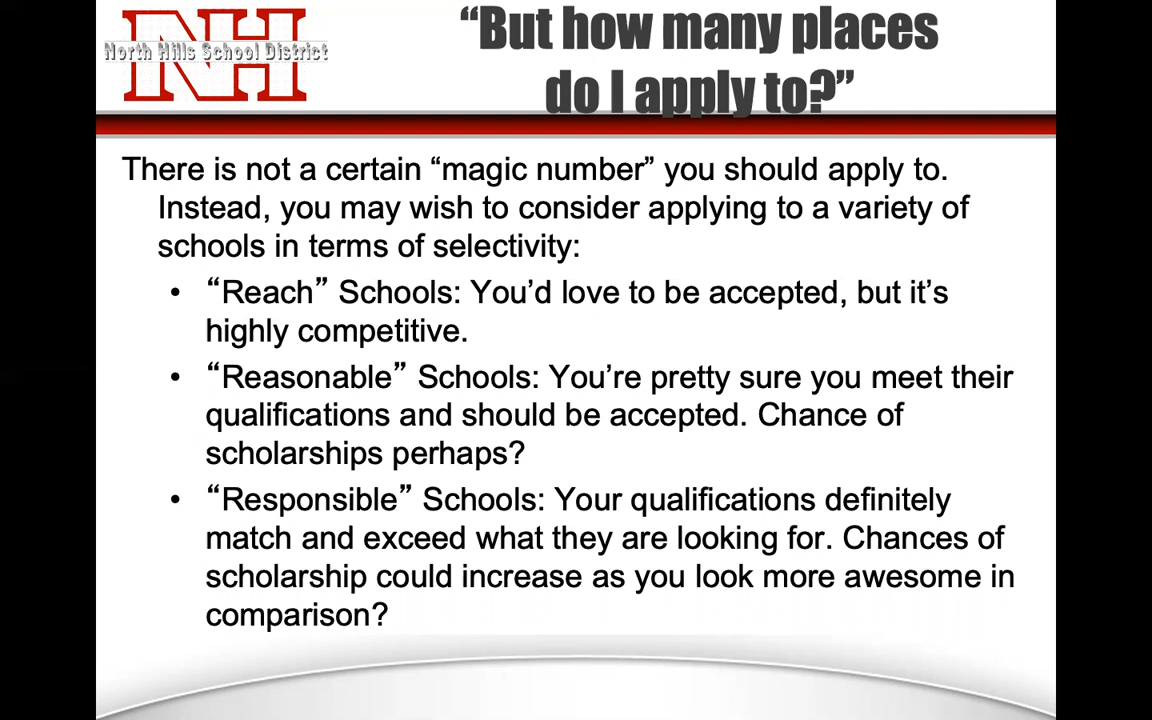 North Hills School District
NH
“But how many places
do I apply to?”
There is not a certain “magic number” you should apply to.
Instead, you may wish to consider applying to a variety of
schools in terms of selectivity:
• “Reach” Schools: You’d love to be accepted, but it’s
highly competitive.
• “Reasonable” Schools: You’re pretty sure you meet their
qualifications and should be accepted. Chance of
scholarships perhaps?
• “Responsible” Schools: Your qualifications definitely
match and exceed what they are looking for. Chances of
scholarship could increase as you look more awesome in
comparison?